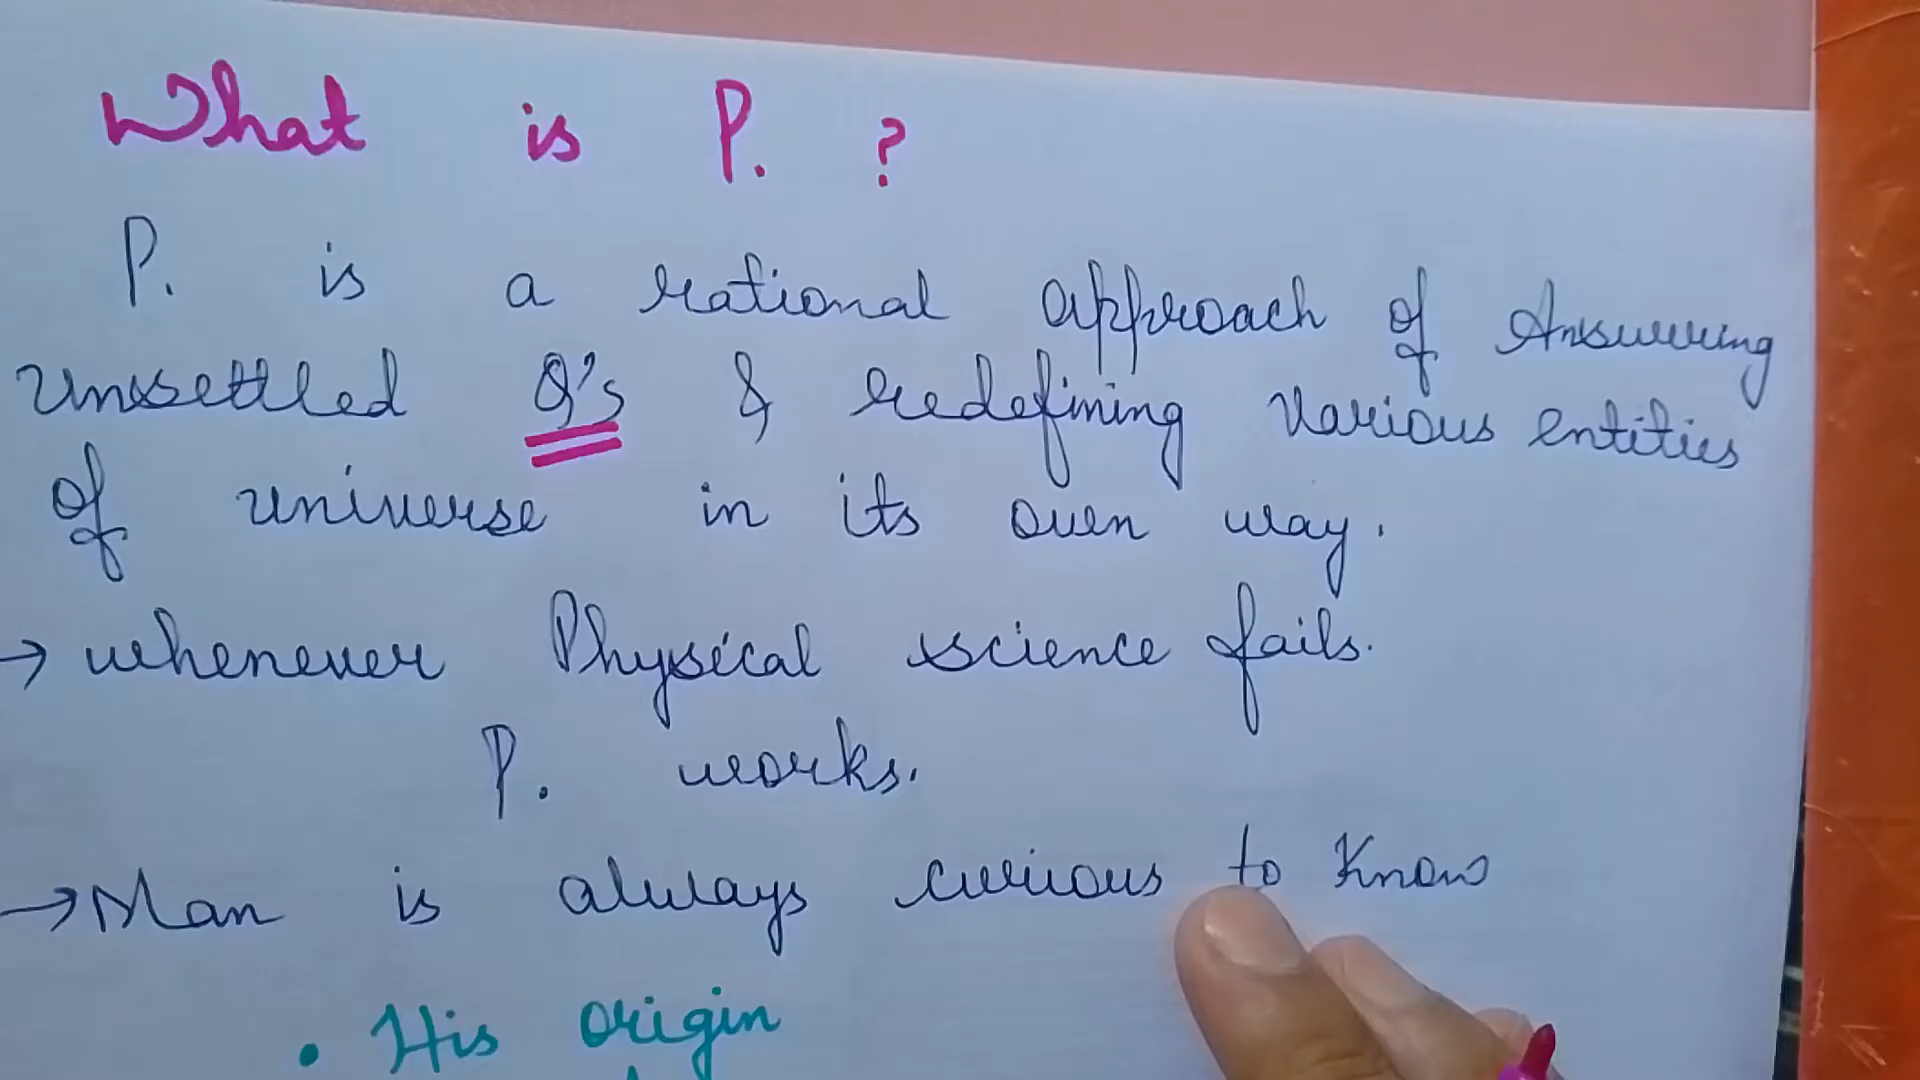 What is P. ?
P. is a rational approach of Answering
unsettled Q's & redefining various entities
of universe in its own way.
→ whenever Physical science fails.
P. works.
→ Man is always curious to know
• His origin